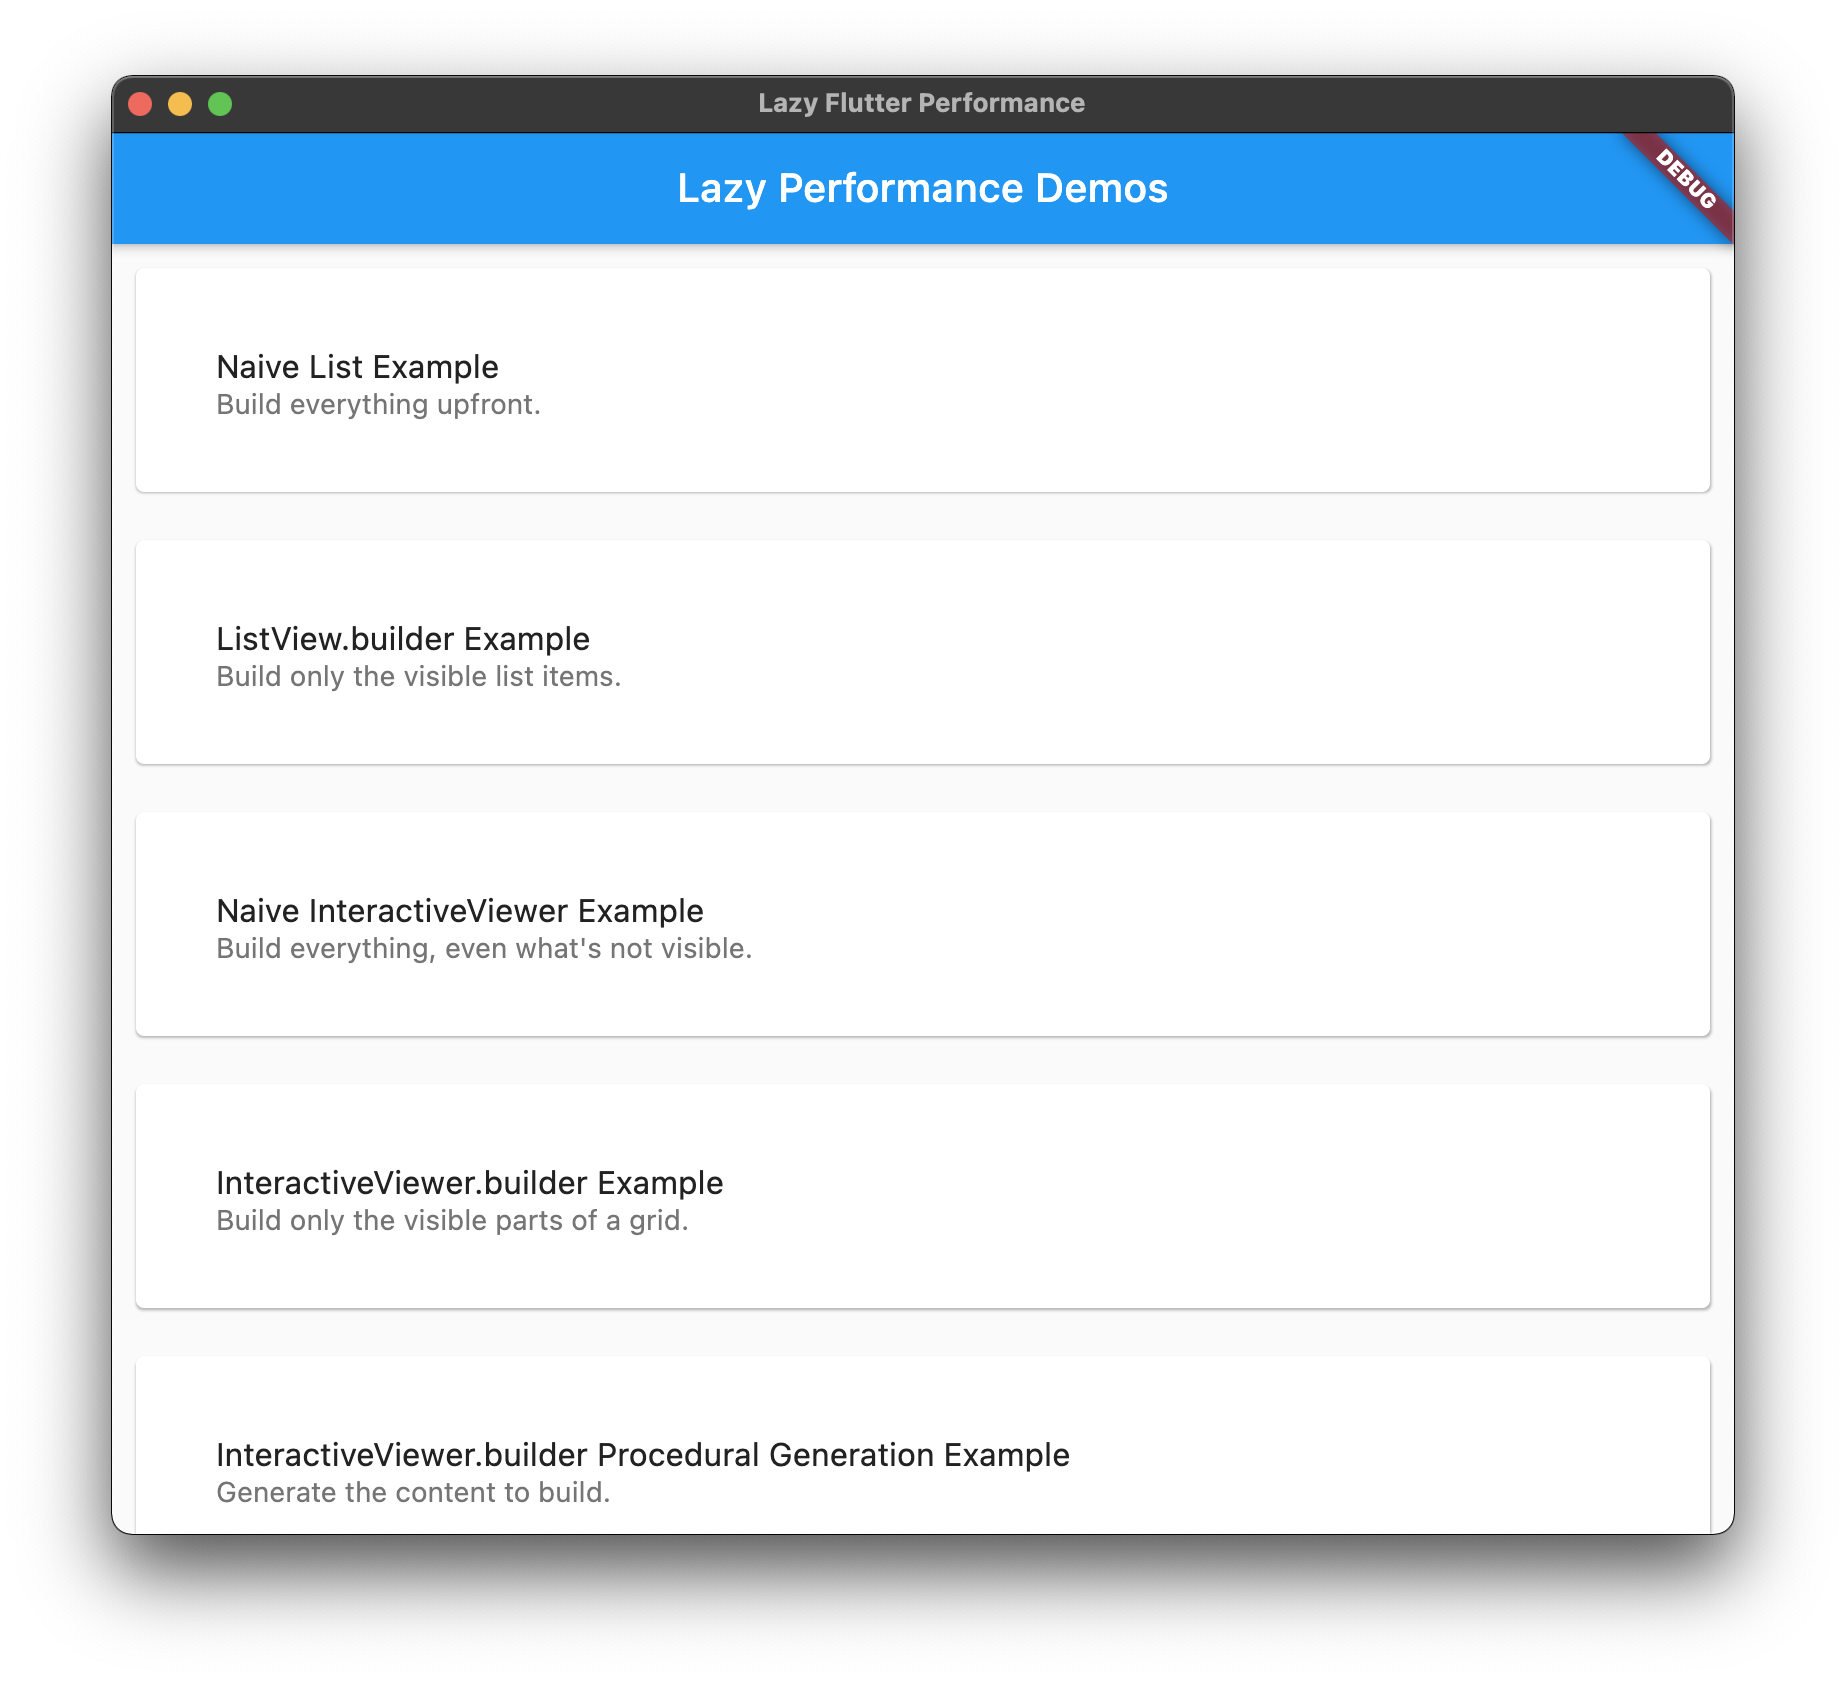 Lazy Flutter Performance
Lazy Performance Demos
DEBUG
Naive List Example
Build everything upfront.
ListView.builder Example
Build only the visible list items.
Naive InteractiveViewer Example
Build everything, even what's not visible.
InteractiveViewer.builder Example
Build only the visible parts of a grid.
InteractiveViewer.builder Procedural Generation Example
Generate the content to build.